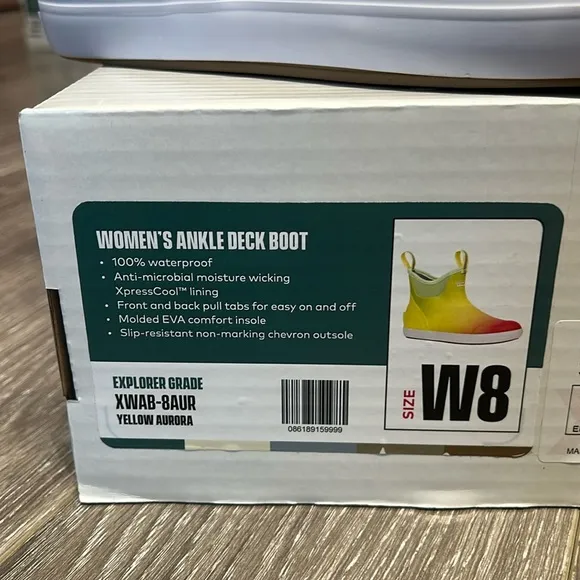 WOMEN'S ANKLE DECK BOOT
• 100% waterproof
• Anti-microbial moisture wicking
XpressCool™ lining
• Front and back pull tabs for easy on and off
• Molded EVA comfort insole
• Slip-resistant non-marking chevron outsole
EXPLORER GRADE
XWAB-8AUR
YELLOW AURORA
086189159999
SIZE
W8
MA